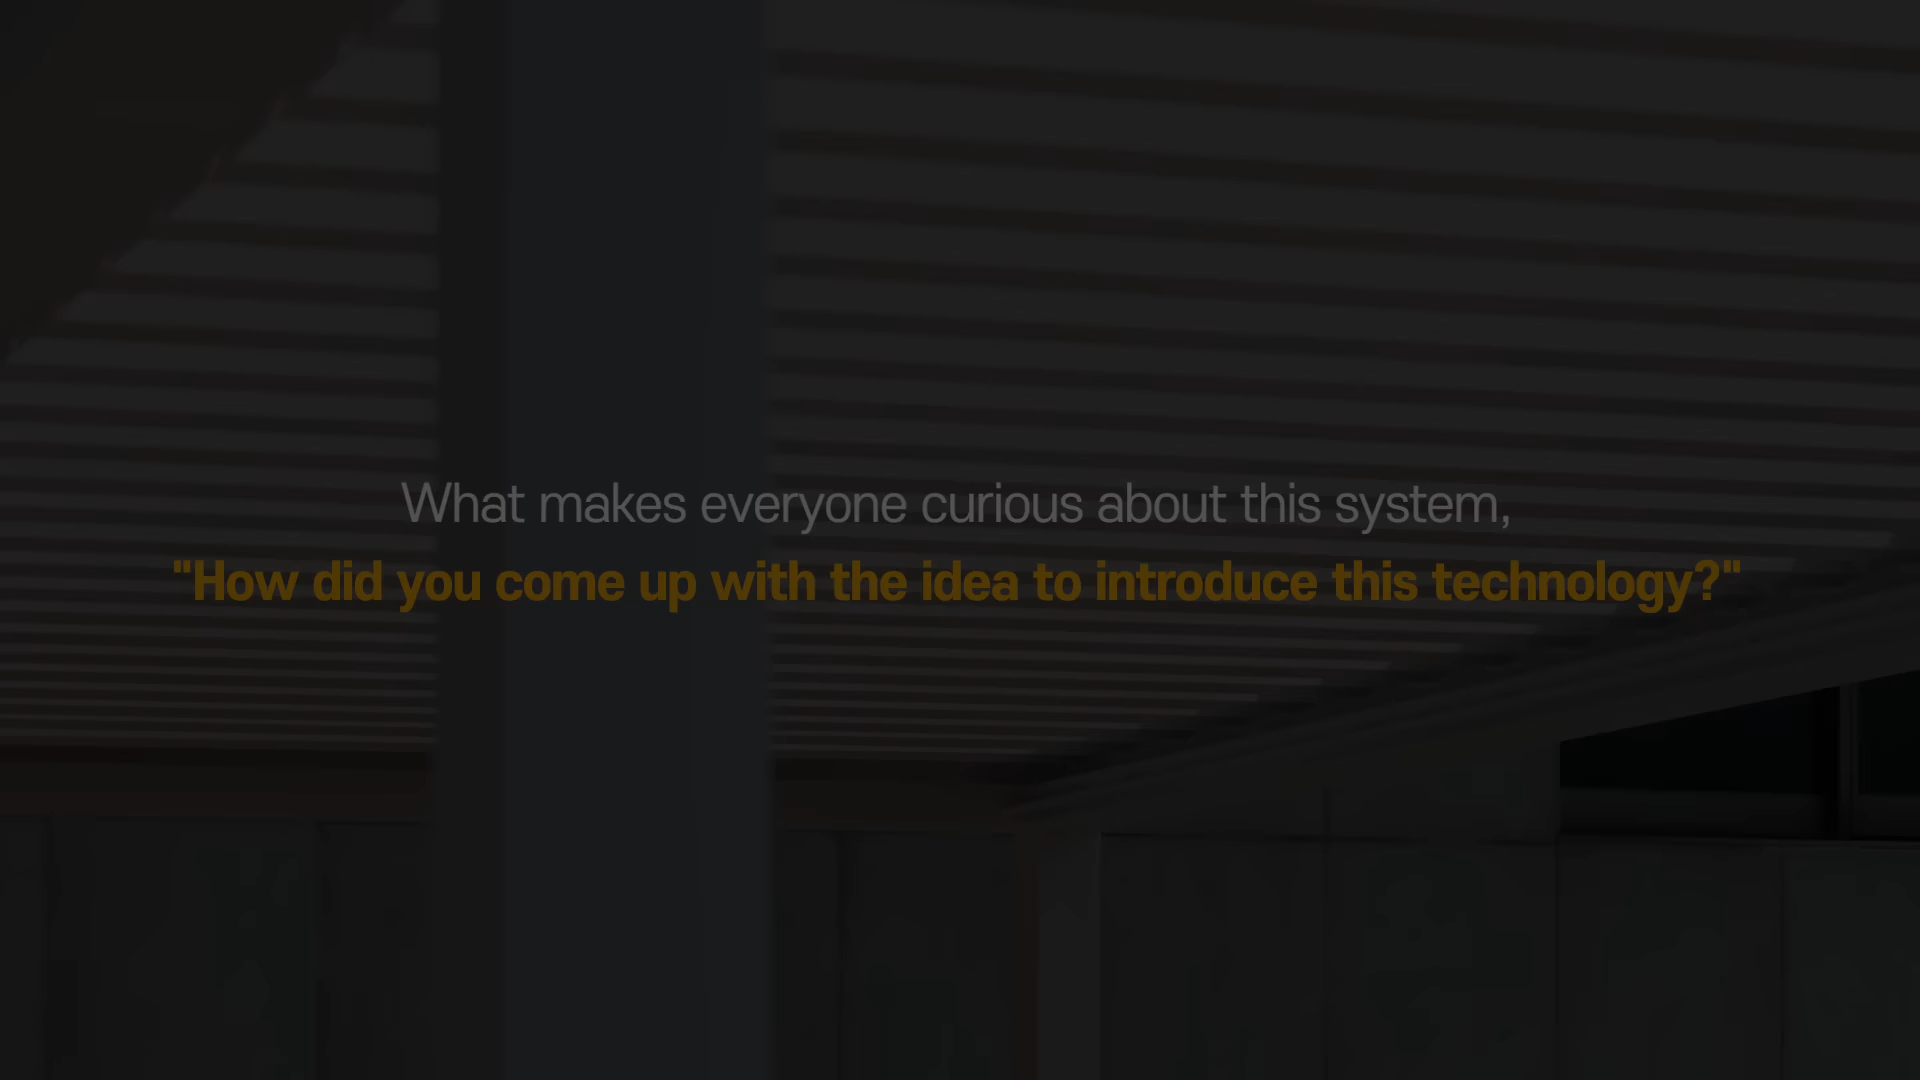 What makes everyone curious about this system,
"How did you come up with the idea to introduce this technology?"